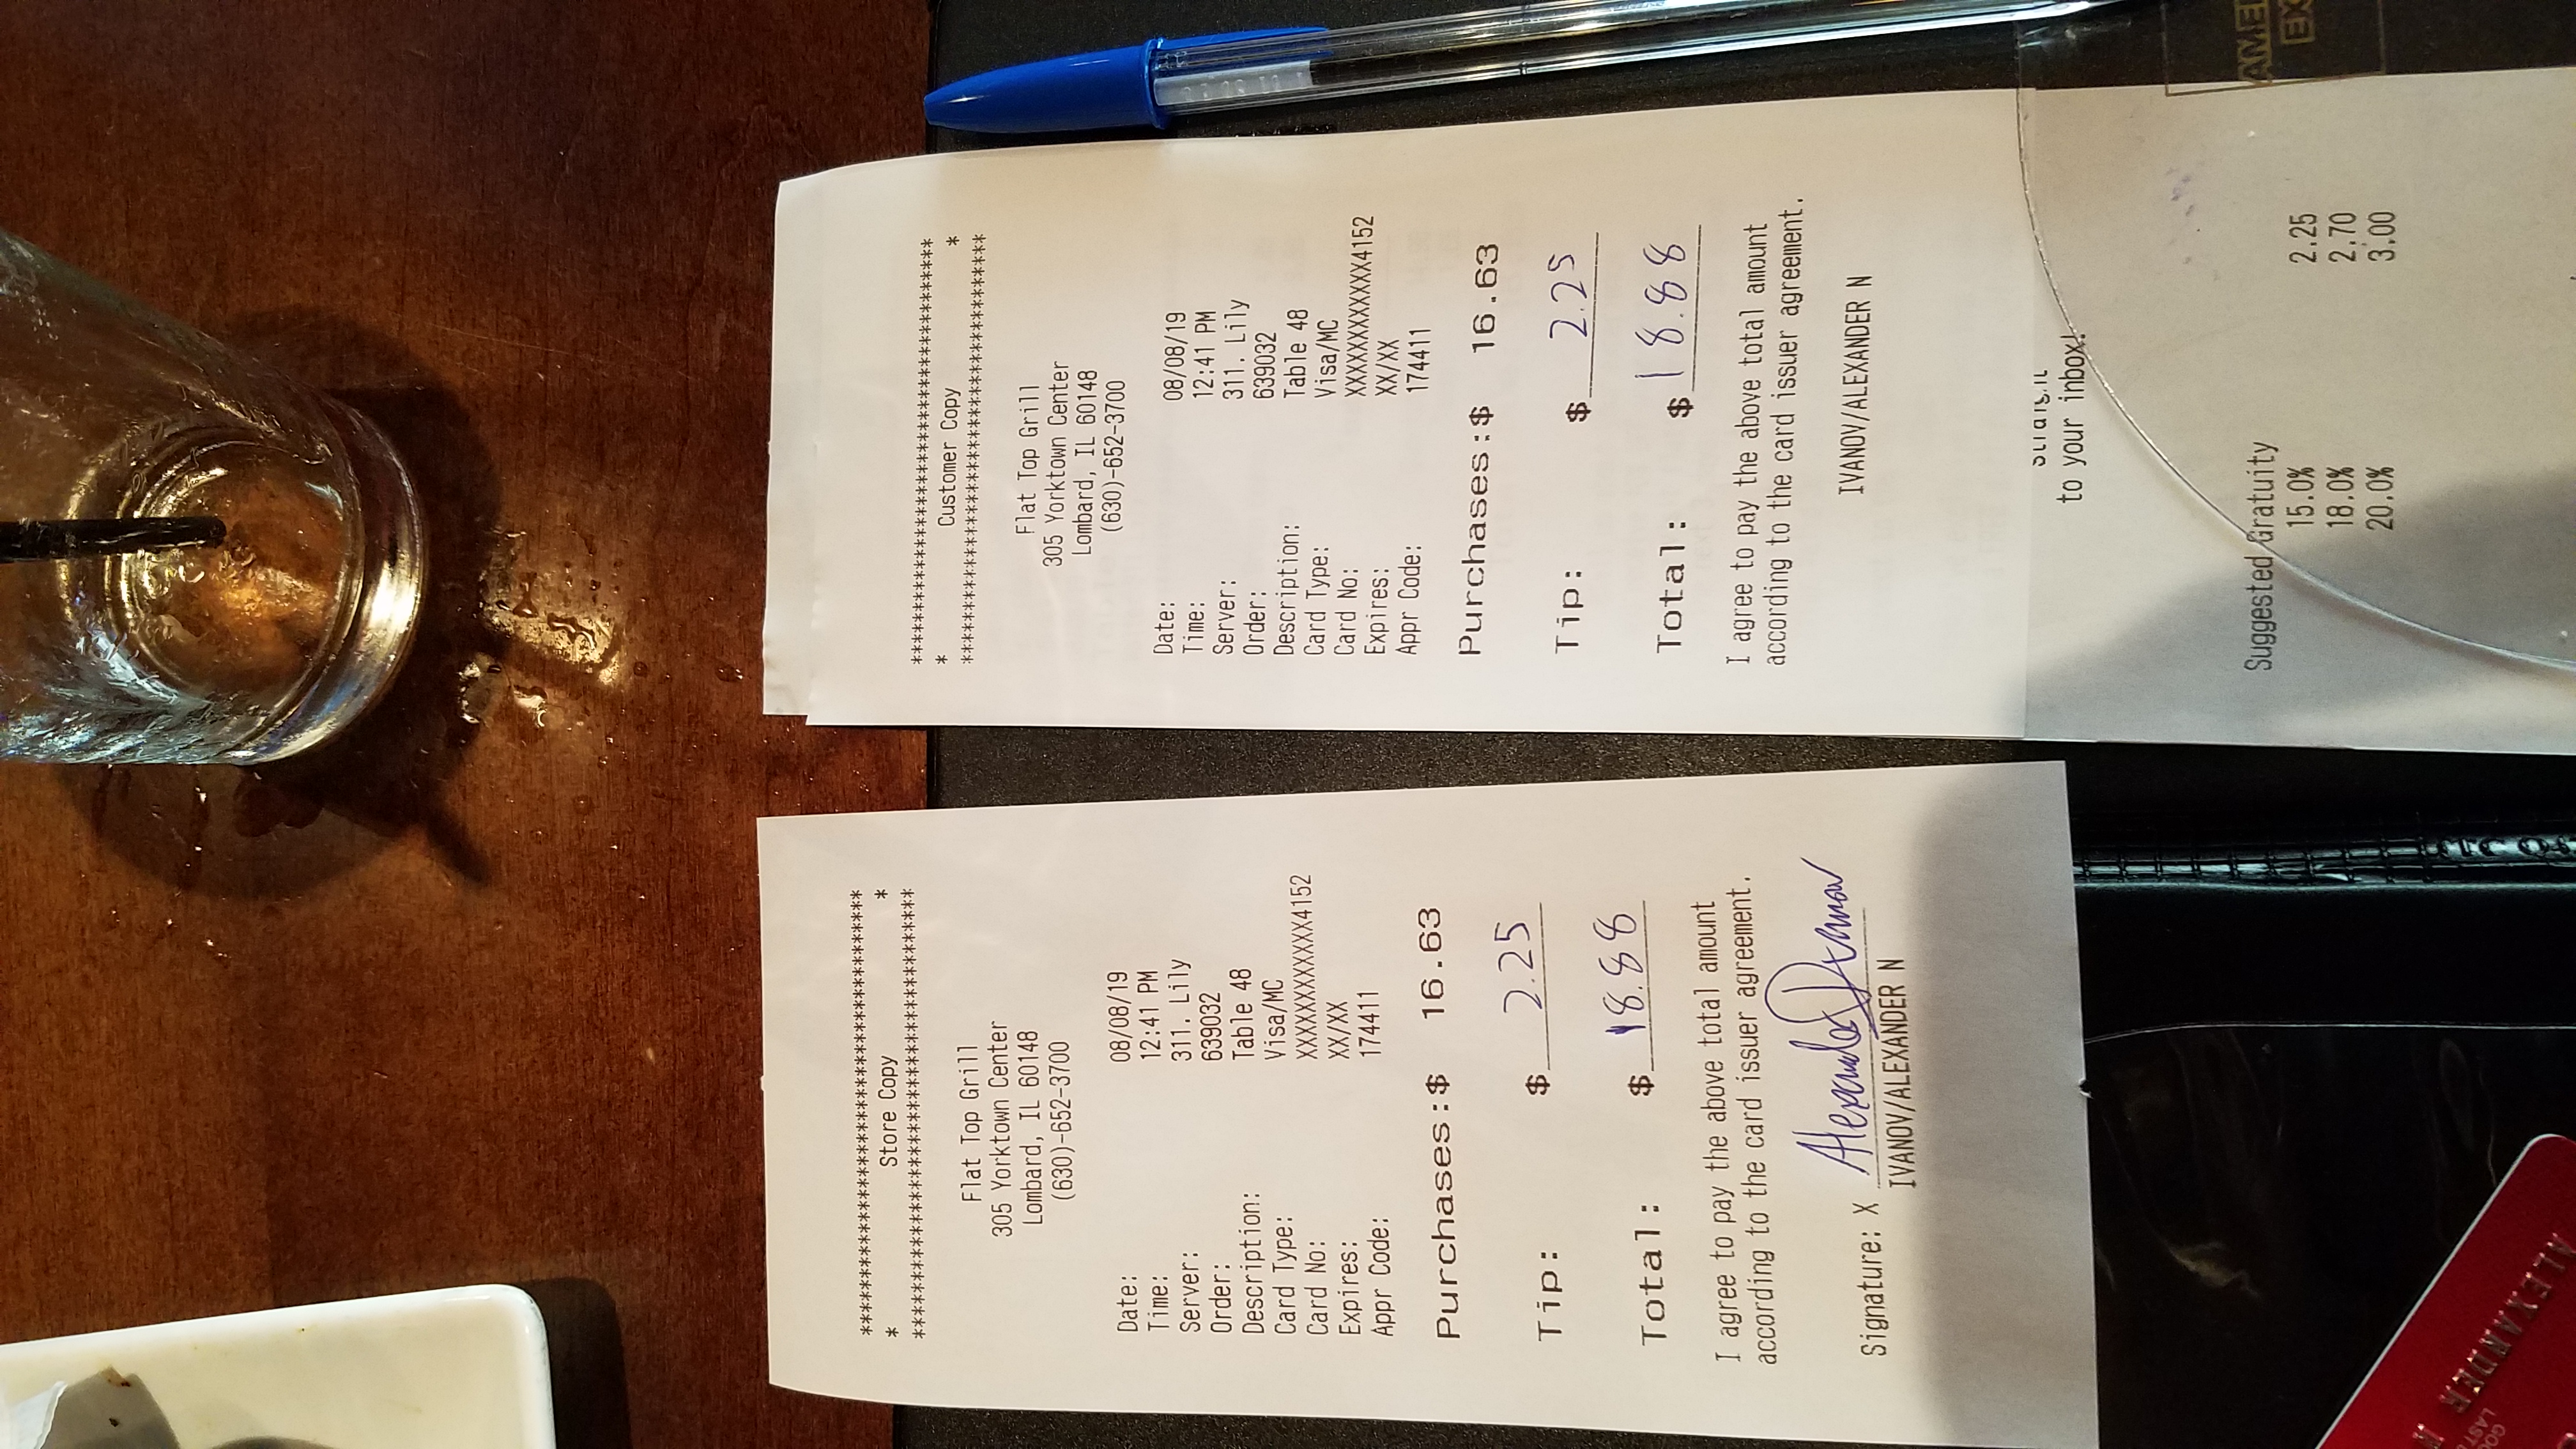 ****************************************
* Store Copy *
****************************************
Flat Top Grill
305 Yorktown Center
Lombard, IL 60148
(630)-652-3700
Date: 08/08/19
Time: 12:41 PM
Server: 311. Lily
Order: 639032
Description: Table 48
Card Type: Visa/MC
Card No: XXXXXXXXXXXX4152
Expires: XX/XX
Appr Code: 174411
Purchases:$ 16.63
Tip: $ 2.25
Total: $ 18.88
I agree to pay the above total amount
according to the card issuer agreement.
Signature: X Alexander Ivanov
IVANOV/ALEXANDER N
****************************************
* Customer Copy *
****************************************
Flat Top Grill
305 Yorktown Center
Lombard, IL 60148
(630)-652-3700
Date: 08/08/19
Time: 12:41 PM
Server: 311. Lily
Order: 639032
Description: Table 48
Card Type: Visa/MC
Card No: XXXXXXXXXXXX4152
Expires: XX/XX
Appr Code: 174411
Purchases:$ 16.63
Tip: $ 2.25
Total: $ 18.88
I agree to pay the above total amount
according to the card issuer agreement.
IVANOV/ALEXANDER N
to your inbox!
Suggested Gratuity
15.0% 2.25
18.0% 2.70
20.0% 3.00
ALEXANDER N